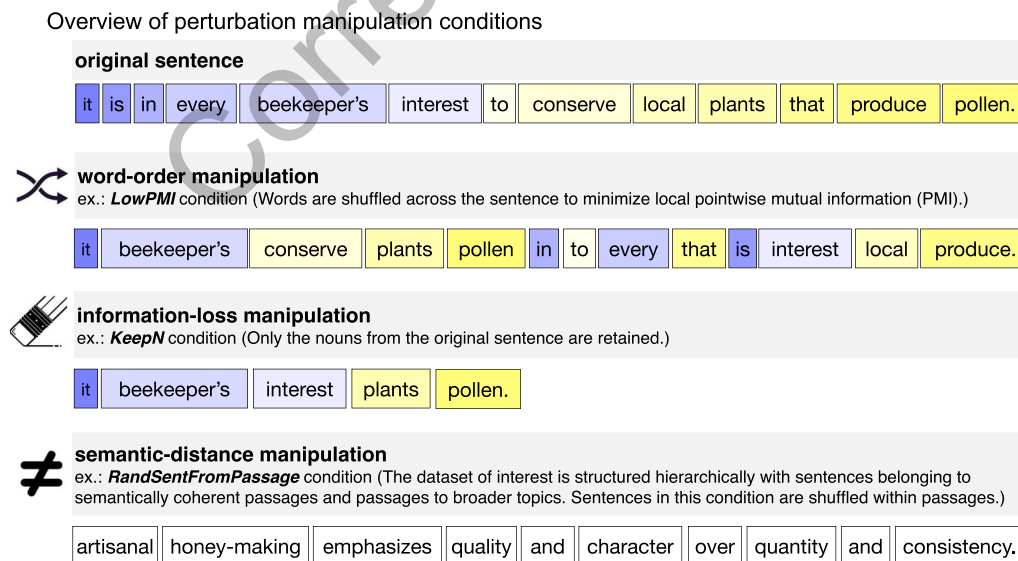 Overview of perturbation manipulation conditions
original sentence
it is in every beekeeper's interest to conserve local plants that produce pollen.
word-order manipulation
ex.: LowPMI condition (Words are shuffled across the sentence to minimize local pointwise mutual information (PMI).)
it beekeeper's conserve plants pollen in to every that is interest local produce.
information-loss manipulation
ex.: KeepN condition (Only the nouns from the original sentence are retained.)
it beekeeper's interest plants pollen.
semantic-distance manipulation
ex.: RandSentFromPassage condition (The dataset of interest is structured hierarchically with sentences belonging to
semantically coherent passages and passages to broader topics. Sentences in this condition are shuffled within passages.)
artisanal honey-making emphasizes quality and character over quantity and consistency.
Corre